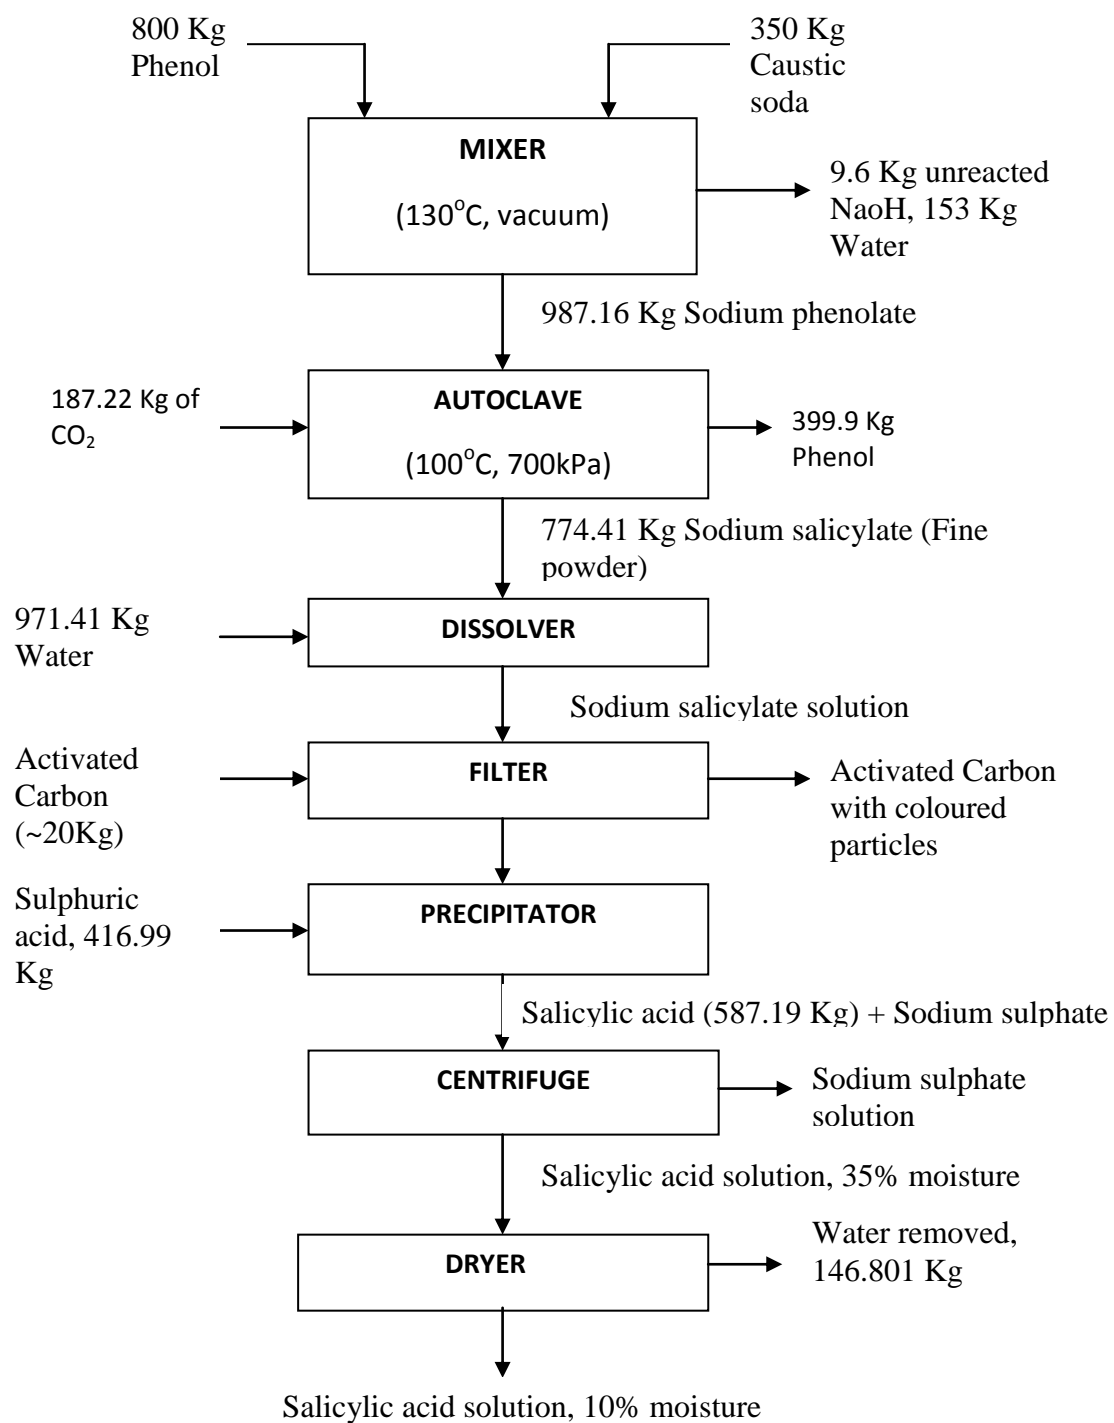 800 Kg
Phenol
350 Kg
Caustic
soda
MIXER
(130°C, vacuum)
9.6 Kg unreacted
NaoH, 153 Kg
Water
987.16 Kg Sodium phenolate
187.22 Kg of
CO₂
AUTOCLAVE
(100°C, 700kPa)
399.9 Kg
Phenol
774.41 Kg Sodium salicylate (Fine
powder)
971.41 Kg
Water
DISSOLVER
Sodium salicylate solution
Activated
Carbon
(~20Kg)
FILTER
Activated Carbon
with coloured
particles
Sulphuric
acid, 416.99
Kg
PRECIPITATOR
Salicylic acid (587.19 Kg) + Sodium sulphate
CENTRIFUGE
Sodium sulphate
solution
Salicylic acid solution, 35% moisture
DRYER
Water removed,
146.801 Kg
Salicylic acid solution, 10% moisture